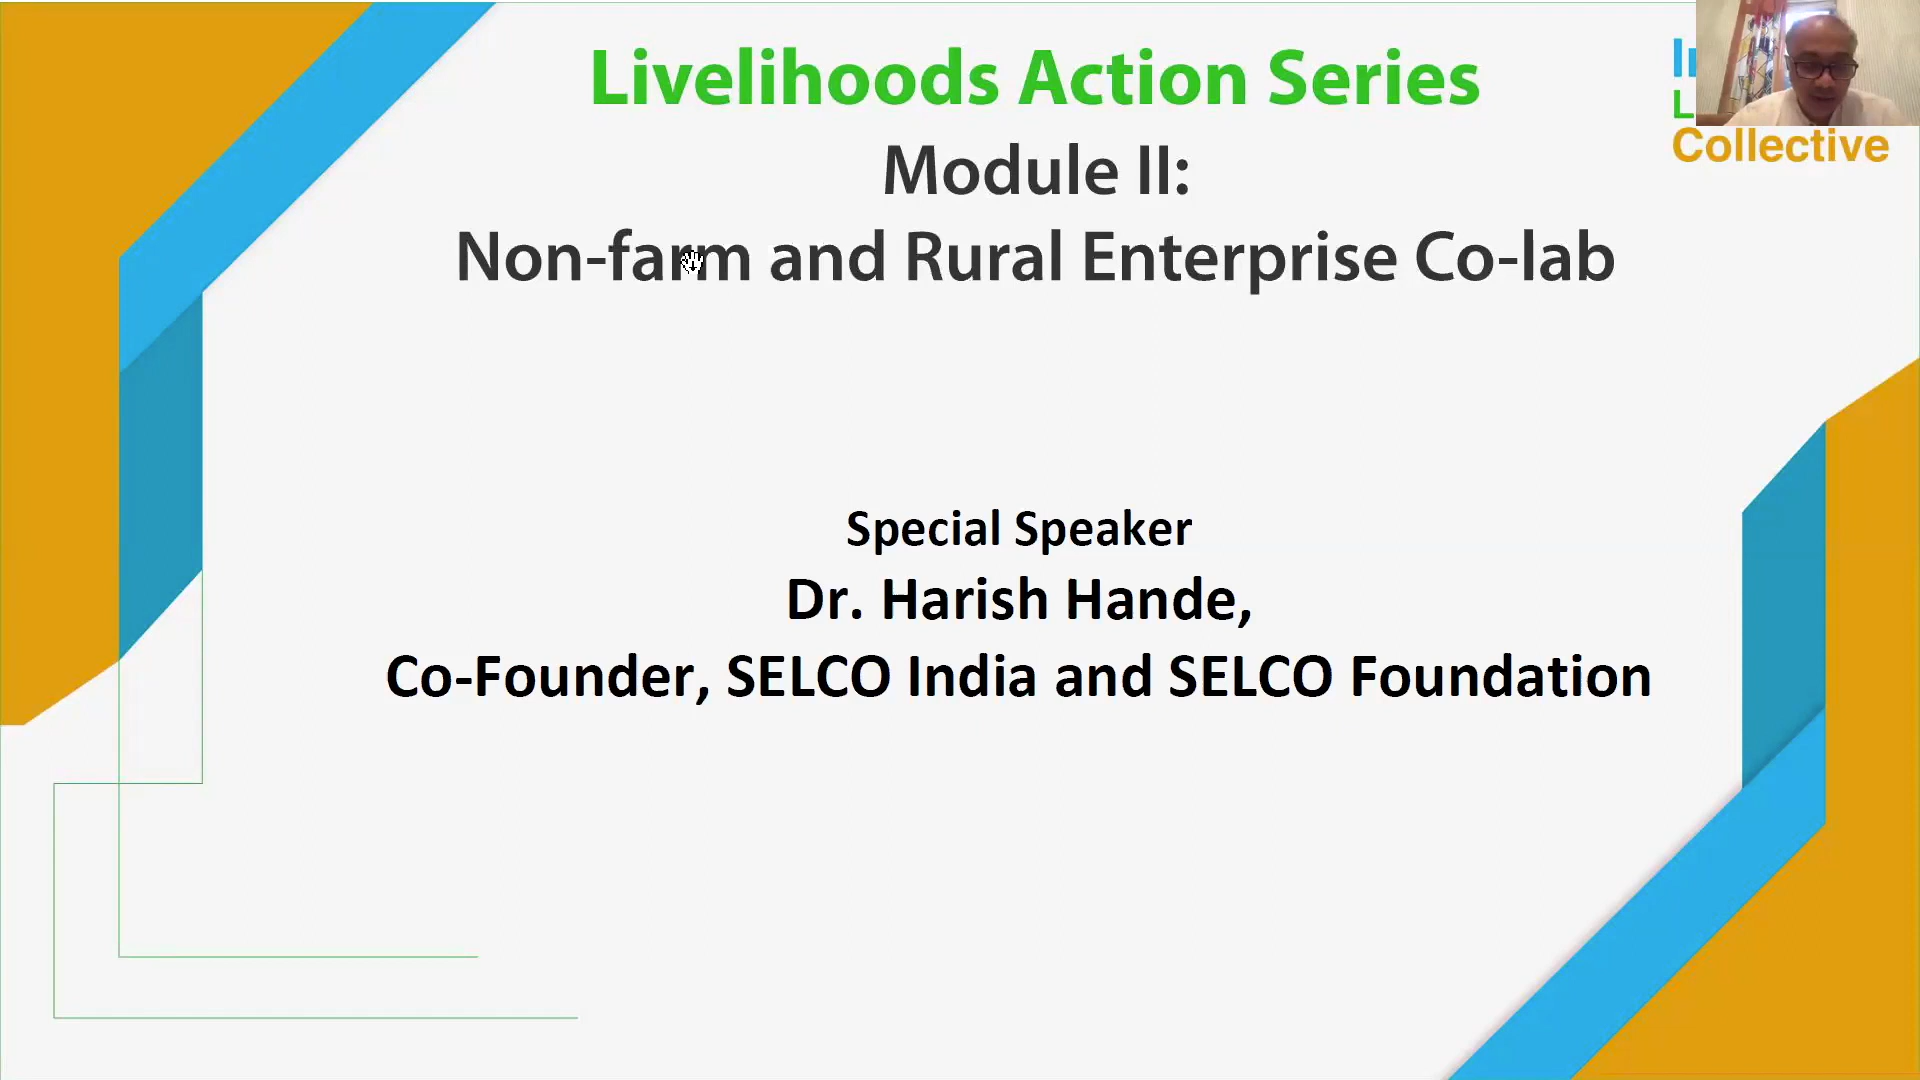 Livelihoods Action Series
Module II:
Non-farm and Rural Enterprise Co-lab
Collective
Special Speaker
Dr. Harish Hande,
Co-Founder, SELCO India and SELCO Foundation